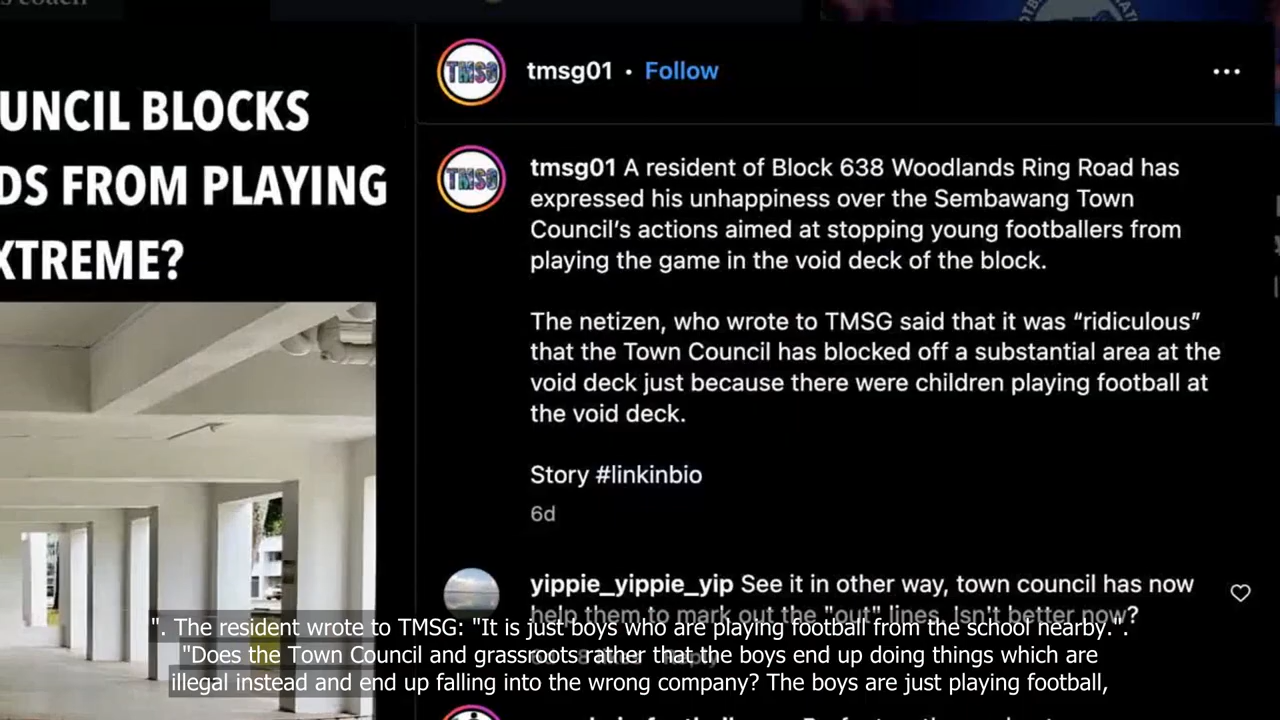 s coach
UNCIL BLOCKS
DS FROM PLAYING
XTREME?
TMSG
tmsg01 • Follow
TMSG
tmsg01 A resident of Block 638 Woodlands Ring Road has
expressed his unhappiness over the Sembawang Town
Council’s actions aimed at stopping young footballers from
playing the game in the void deck of the block.
The netizen, who wrote to TMSG said that it was “ridiculous”
that the Town Council has blocked off a substantial area at the
void deck just because there were children playing football at
the void deck.
Story #linkinbio
6d
yippie_yippie_yip See it in other way, town council has now
help them to mark out the "out" lines. Isn't better now?
". The resident wrote to TMSG: "It is just boys who are playing football from the school nearby.".
"Does the Town Council and grassroots rather that the boys end up doing things which are
illegal instead and end up falling into the wrong company? The boys are just playing football,